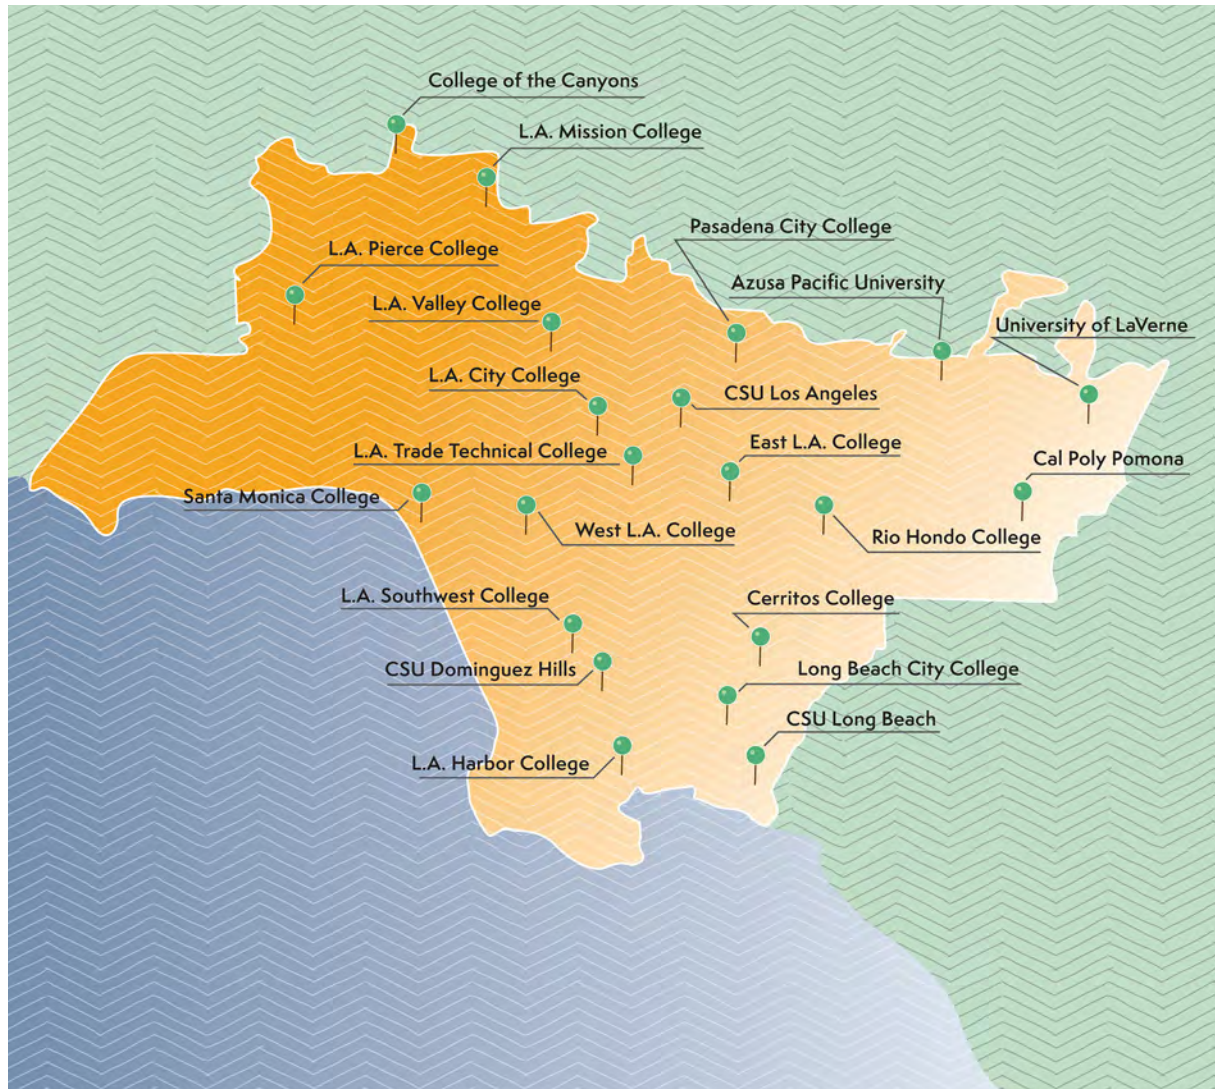 College of the Canyons
L.A. Mission College
Pasadena City College
L.A. Pierce College
Azusa Pacific University
L.A. Valley College
University of LaVerne
L.A. City College
CSU Los Angeles
East L.A. College
L.A. Trade Technical College
Cal Poly Pomona
Santa Monica College
West L.A. College
Rio Hondo College
L.A. Southwest College
Cerritos College
CSU Dominguez Hills
Long Beach City College
CSU Long Beach
L.A. Harbor College